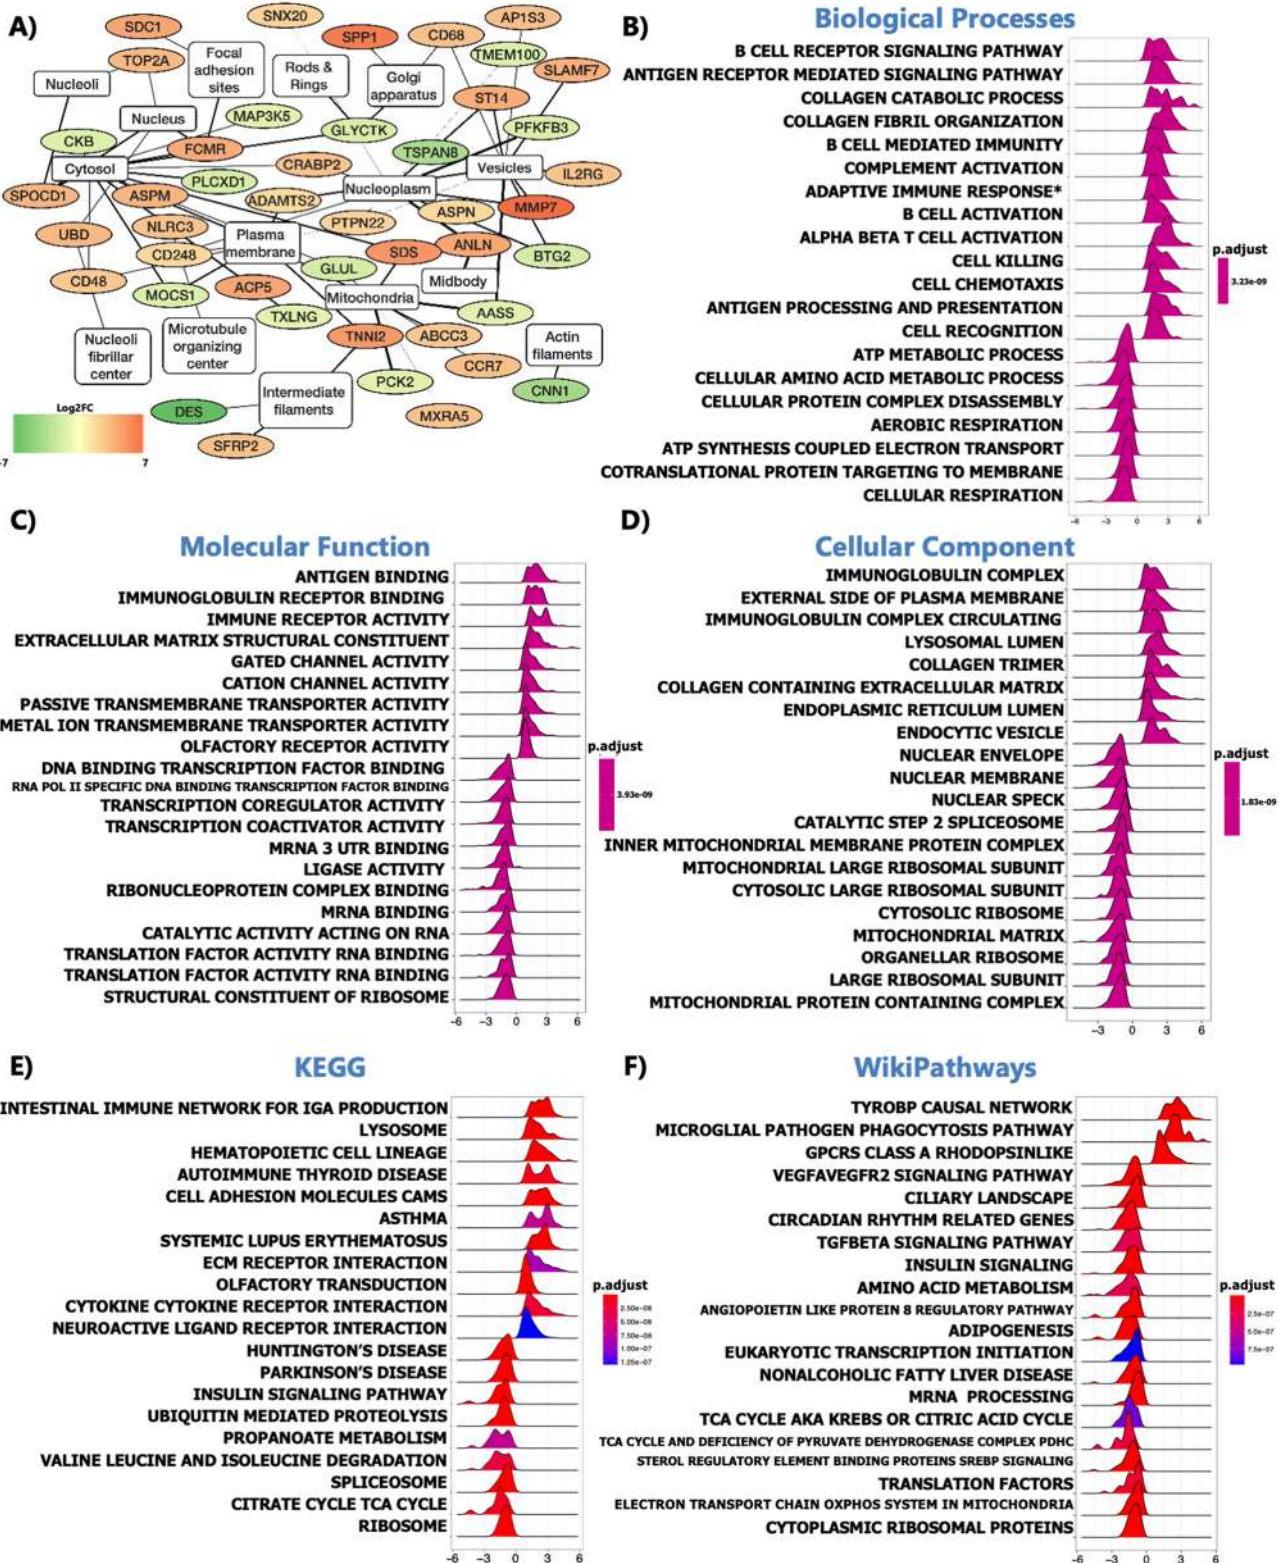 A)
SDC1
SNX20
SPP1
CD68
AP1S3
TMEM100
TOP2A
Focal
adhesion
sites
Rods &
Rings
Golgi
apparatus
SLAMF7
Nucleoli
ST14
Nucleus
MAP3K5
GLYCTK
PFKFB3
CKB
FCMR
TSPAN8
Cytosol
CRABP2
Vesicles
IL2RG
PLCXD1
Nucleoplasm
SPOCD1
ASPM
ADAMTS2
ASPN
MMP7
UBD
NLRC3
PTPN22
CD248
Plasma
membrane
SDS
ANLN
BTG2
GLUL
CD48
MOCS1
ACP5
Midbody
Mitochondria
TXLNG
AASS
Nucleoli
fibrillar
center
Microtubule
organizing
center
TNNI2
ABCC3
Actin
filaments
CCR7
PCK2
CNN1
Intermediate
filaments
DES
MXRA5
SFRP2
Log2FC
-7
7
B)
Biological Processes
B CELL RECEPTOR SIGNALING PATHWAY
ANTIGEN RECEPTOR MEDIATED SIGNALING PATHWAY
COLLAGEN CATABOLIC PROCESS
COLLAGEN FIBRIL ORGANIZATION
B CELL MEDIATED IMMUNITY
COMPLEMENT ACTIVATION
ADAPTIVE IMMUNE RESPONSE*
B CELL ACTIVATION
ALPHA BETA T CELL ACTIVATION
CELL KILLING
CELL CHEMOTAXIS
ANTIGEN PROCESSING AND PRESENTATION
CELL RECOGNITION
ATP METABOLIC PROCESS
CELLULAR AMINO ACID METABOLIC PROCESS
CELLULAR PROTEIN COMPLEX DISASSEMBLY
AEROBIC RESPIRATION
ATP SYNTHESIS COUPLED ELECTRON TRANSPORT
COTRANSLATIONAL PROTEIN TARGETING TO MEMBRANE
CELLULAR RESPIRATION
p.adjust
3.23e-09
-6 -3 0 3 6
C)
Molecular Function
ANTIGEN BINDING
IMMUNOGLOBULIN RECEPTOR BINDING
IMMUNE RECEPTOR ACTIVITY
EXTRACELLULAR MATRIX STRUCTURAL CONSTITUENT
GATED CHANNEL ACTIVITY
CATION CHANNEL ACTIVITY
PASSIVE TRANSMEMBRANE TRANSPORTER ACTIVITY
METAL ION TRANSMEMBRANE TRANSPORTER ACTIVITY
OLFACTORY RECEPTOR ACTIVITY
DNA BINDING TRANSCRIPTION FACTOR BINDING
RNA POL II SPECIFIC DNA BINDING TRANSCRIPTION FACTOR BINDING
TRANSCRIPTION COREGULATOR ACTIVITY
TRANSCRIPTION COACTIVATOR ACTIVITY
MRNA 3 UTR BINDING
LIGASE ACTIVITY
RIBONUCLEOPROTEIN COMPLEX BINDING
MRNA BINDING
CATALYTIC ACTIVITY ACTING ON RNA
TRANSLATION FACTOR ACTIVITY RNA BINDING
TRANSLATION FACTOR ACTIVITY RNA BINDING
STRUCTURAL CONSTITUENT OF RIBOSOME
p.adjust
3.93e-09
-6 -3 0 3 6
D)
Cellular Component
IMMUNOGLOBULIN COMPLEX
EXTERNAL SIDE OF PLASMA MEMBRANE
IMMUNOGLOBULIN COMPLEX CIRCULATING
LYSOSOMAL LUMEN
COLLAGEN TRIMER
COLLAGEN CONTAINING EXTRACELLULAR MATRIX
ENDOPLASMIC RETICULUM LUMEN
ENDOCYTIC VESICLE
NUCLEAR ENVELOPE
NUCLEAR MEMBRANE
NUCLEAR SPECK
CATALYTIC STEP 2 SPLICEOSOME
INNER MITOCHONDRIAL MEMBRANE PROTEIN COMPLEX
MITOCHONDRIAL LARGE RIBOSOMAL SUBUNIT
CYTOSOLIC LARGE RIBOSOMAL SUBUNIT
CYTOSOLIC RIBOSOME
MITOCHONDRIAL MATRIX
ORGANELLAR RIBOSOME
LARGE RIBOSOMAL SUBUNIT
MITOCHONDRIAL PROTEIN CONTAINING COMPLEX
p.adjust
1.83e-09
-3 0 3 6
E)
KEGG
INTESTINAL IMMUNE NETWORK FOR IGA PRODUCTION
LYSOSOME
HEMATOPOIETIC CELL LINEAGE
AUTOIMMUNE THYROID DISEASE
CELL ADHESION MOLECULES CAMS
ASTHMA
SYSTEMIC LUPUS ERYTHEMATOSUS
ECM RECEPTOR INTERACTION
OLFACTORY TRANSDUCTION
CYTOKINE CYTOKINE RECEPTOR INTERACTION
NEUROACTIVE LIGAND RECEPTOR INTERACTION
HUNTINGTON'S DISEASE
PARKINSON'S DISEASE
INSULIN SIGNALING PATHWAY
UBIQUITIN MEDIATED PROTEOLYSIS
PROPANOATE METABOLISM
VALINE LEUCINE AND ISOLEUCINE DEGRADATION
SPLICEOSOME
CITRATE CYCLE TCA CYCLE
RIBOSOME
p.adjust
2.50e-08
5.00e-08
7.50e-08
1.00e-07
1.25e-07
-6 -3 0 3 6
F)
WikiPathways
TYROBP CAUSAL NETWORK
MICROGLIAL PATHOGEN PHAGOCYTOSIS PATHWAY
GPCRS CLASS A RHODOPSINLIKE
VEGFAVEGFR2 SIGNALING PATHWAY
CILIARY LANDSCAPE
CIRCADIAN RHYTHM RELATED GENES
TGFBETA SIGNALING PATHWAY
INSULIN SIGNALING
AMINO ACID METABOLISM
ANGIOPOIETIN LIKE PROTEIN 8 REGULATORY PATHWAY
ADIPOGENESIS
EUKARYOTIC TRANSCRIPTION INITIATION
NONALCOHOLIC FATTY LIVER DISEASE
MRNA PROCESSING
TCA CYCLE AKA KREBS OR CITRIC ACID CYCLE
TCA CYCLE AND DEFICIENCY OF PYRUVATE DEHYDROGENASE COMPLEX PDHC
STEROL REGULATORY ELEMENT BINDING PROTEINS SREBP SIGNALING
TRANSLATION FACTORS
ELECTRON TRANSPORT CHAIN OXPHOS SYSTEM IN MITOCHONDRIA
CYTOPLASMIC RIBOSOMAL PROTEINS
p.adjust
2.5e-07
5.0e-07
7.5e-07
-6 -3 0 3 6